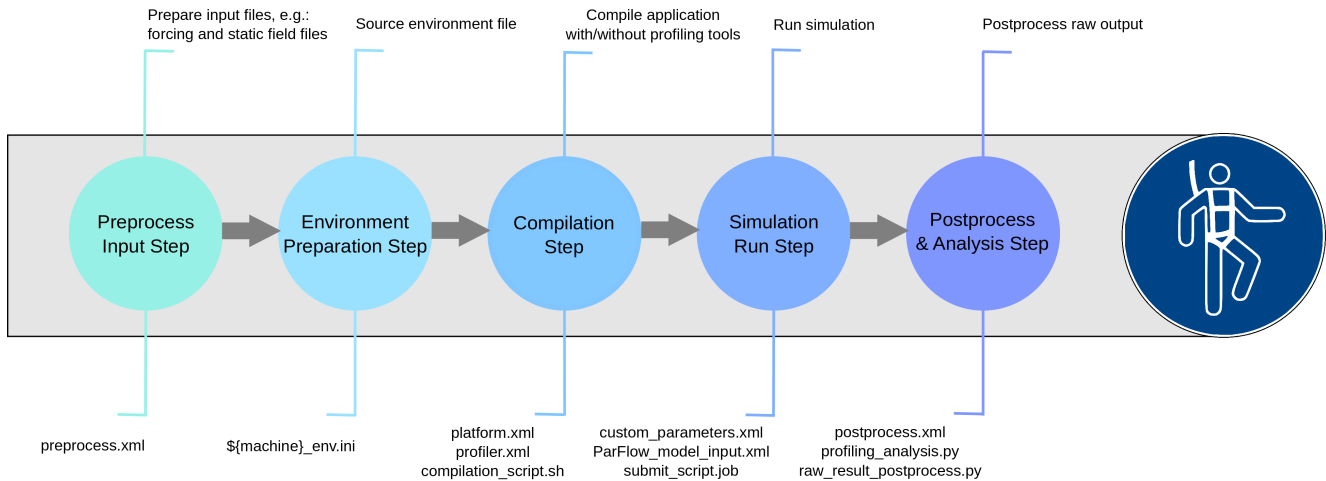 Prepare input files, e.g.:
forcing and static field files
Source environment file
Compile application
with/without profiling tools
Run simulation
Postprocess raw output
Preprocess
Input Step
Environment
Preparation Step
Compilation
Step
Simulation
Run Step
Postprocess
& Analysis Step
preprocess.xml
${machine}_env.ini
platform.xml
profiler.xml
compilation_script.sh
custom_parameters.xml
ParFlow_model_input.xml
submit_script.job
postprocess.xml
profiling_analysis.py
raw_result_postprocess.py